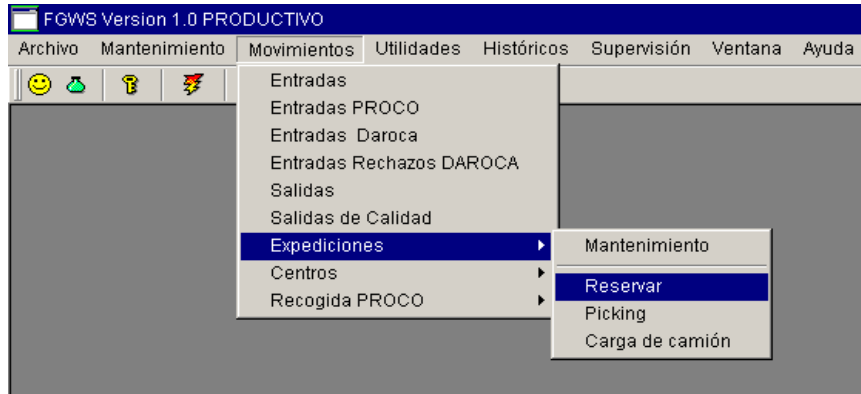 FGWS Version 1.0 PRODUCTIVO
Archivo Mantenimiento Movimientos Utilidades Históricos Supervisión Ventana Ayuda
Entradas
Entradas PROCO
Entradas Daroca
Entradas Rechazos DAROCA
Salidas
Salidas de Calidad
Expediciones
Mantenimiento
Reservar
Picking
Carga de camión
Centros
Recogida PROCO